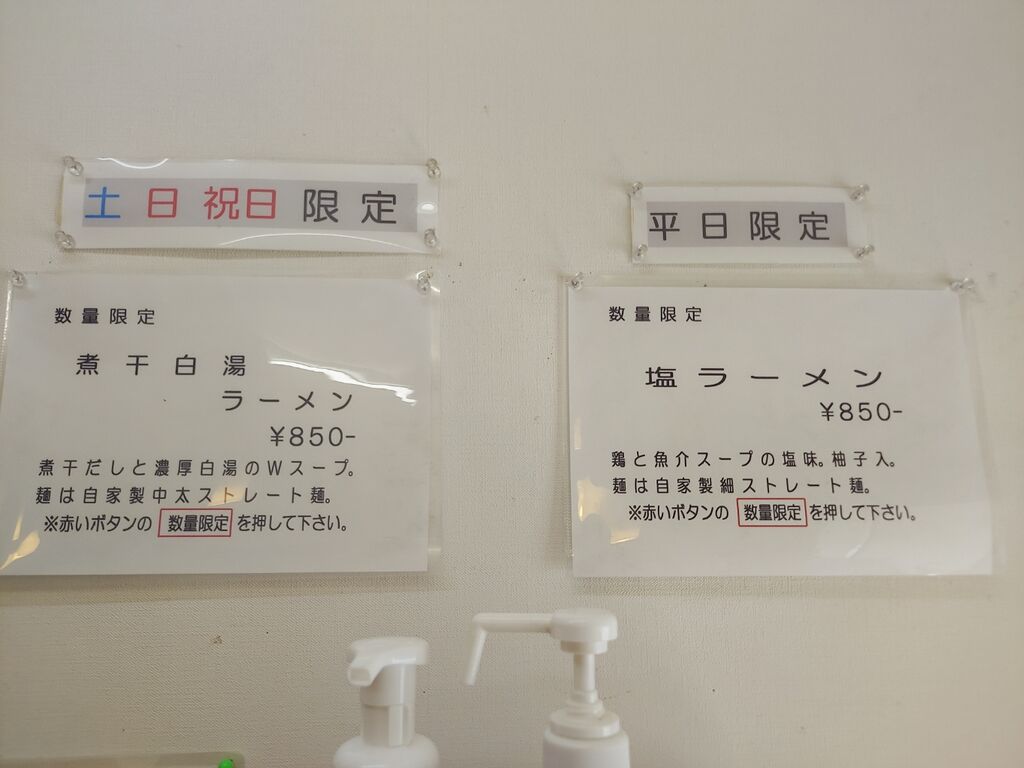 土日祝日限定
数量限定
煮干白湯
ラーメン
¥850-
煮干だしと濃厚白湯のWスープ。
麺は自家製中太ストレート麺。
※赤いボタンの 数量限定 を押して下さい。
平日限定
数量限定
塩ラーメン
¥850-
鶏と魚介スープの塩味。柚子入。
麺は自家製細ストレート麺。
※赤いボタンの 数量限定 を押して下さい。